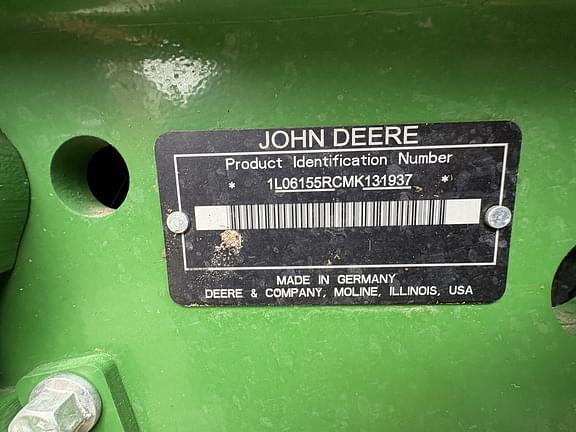 JOHN DEERE
Product Identification Number
* 1L06155RCMK131937 *
MADE IN GERMANY
DEERE & COMPANY, MOLINE, ILLINOIS, USA